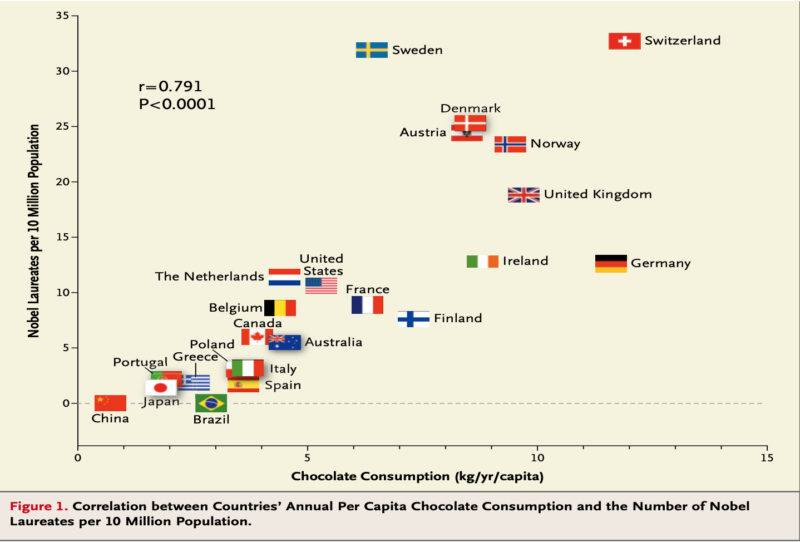 35
30
25
20
15
10
5
0
Nobel Laureates per 10 Million Population
r=0.791
P<0.0001
Sweden
Switzerland
Denmark
Austria
Norway
United Kingdom
Ireland
Germany
The Netherlands
United
States
France
Belgium
Finland
Canada
Australia
Poland
Portugal
Greece
Italy
Spain
Japan
China
Brazil
0
5
10
15
Chocolate Consumption (kg/yr/capita)
Figure 1. Correlation between Countries’ Annual Per Capita Chocolate Consumption and the Number of Nobel
Laureates per 10 Million Population.